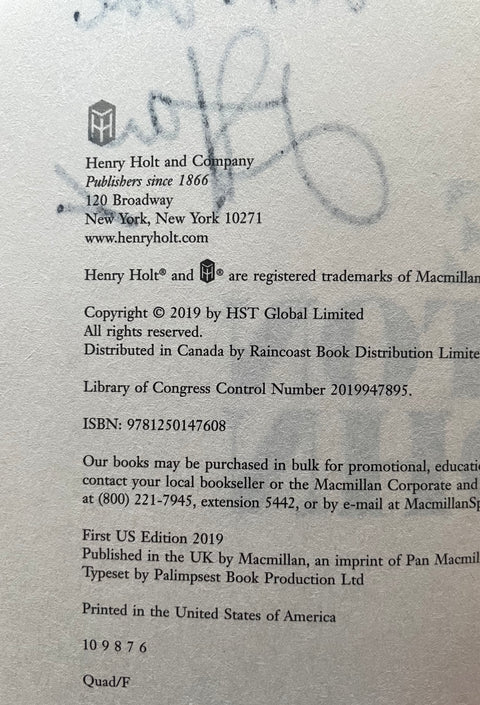 Henry Holt and Company
Publishers since 1866
120 Broadway
New York, New York 10271
www.henryholt.com
Henry Holt® and ® are registered trademarks of Macmillan
Copyright © 2019 by HST Global Limited
All rights reserved.
Distributed in Canada by Raincoast Book Distribution Limite
Library of Congress Control Number 2019947895.
ISBN: 9781250147608
Our books may be purchased in bulk for promotional, educati
contact your local bookseller or the Macmillan Corporate and
at (800) 221-7945, extension 5442, or by e-mail at MacmillanSp
First US Edition 2019
Published in the UK by Macmillan, an imprint of Pan Macmil
Typeset by Palimpsest Book Production Ltd
Printed in the United States of America
10 9 8 7 6
Quad/F